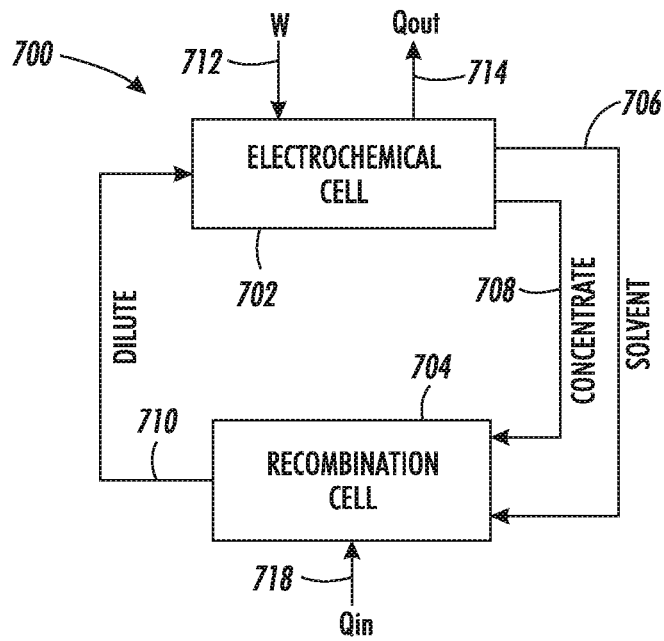 700
W
712
Qout
714
706
ELECTROCHEMICAL
CELL
702
708
CONCENTRATE
SOLVENT
DILUTE
704
710
RECOMBINATION
CELL
718
Qin